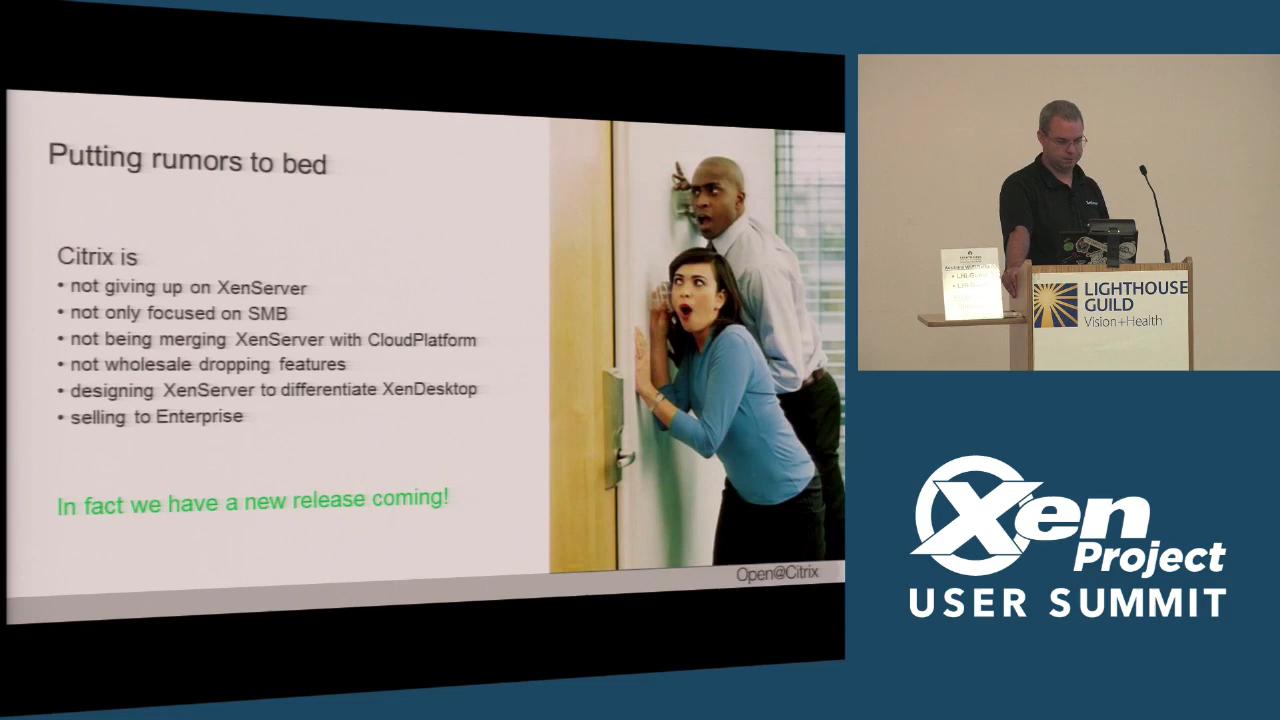 Putting rumors to bed
Citrix is
• not giving up on XenServer
• not only focused on SMB
• not being merging XenServer with CloudPlatform
• not wholesale dropping features
• designing XenServer to differentiate XenDesktop
• selling to Enterprise
In fact we have a new release coming!
Open@Citrix
LIGHTHOUSE
GUILD
Vision+Health
Xen
Project
USER SUMMIT